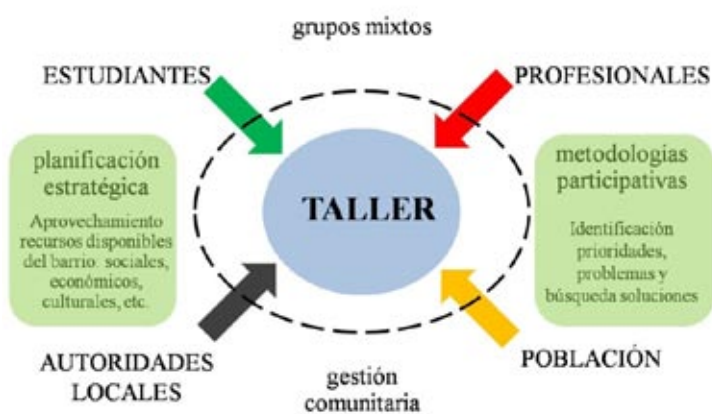 grupos mixtos
ESTUDIANTES
PROFESIONALES
planificación
estratégica
Aprovechamiento
recursos disponibles
del barrio: sociales,
económicos,
culturales, etc.
TALLER
metodologías
participativas
Identificación
prioridades,
problemas y
búsqueda soluciones
AUTORIDADES
LOCALES
POBLACIÓN
gestión
comunitaria